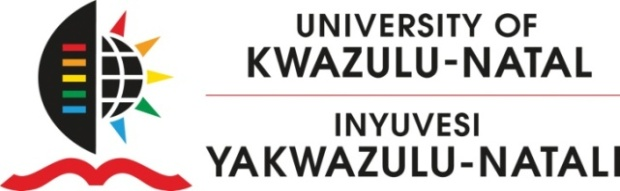 UNIVERSITY OF
KWAZULU-NATAL
INYUVESI
YAKWAZULU-NATALI